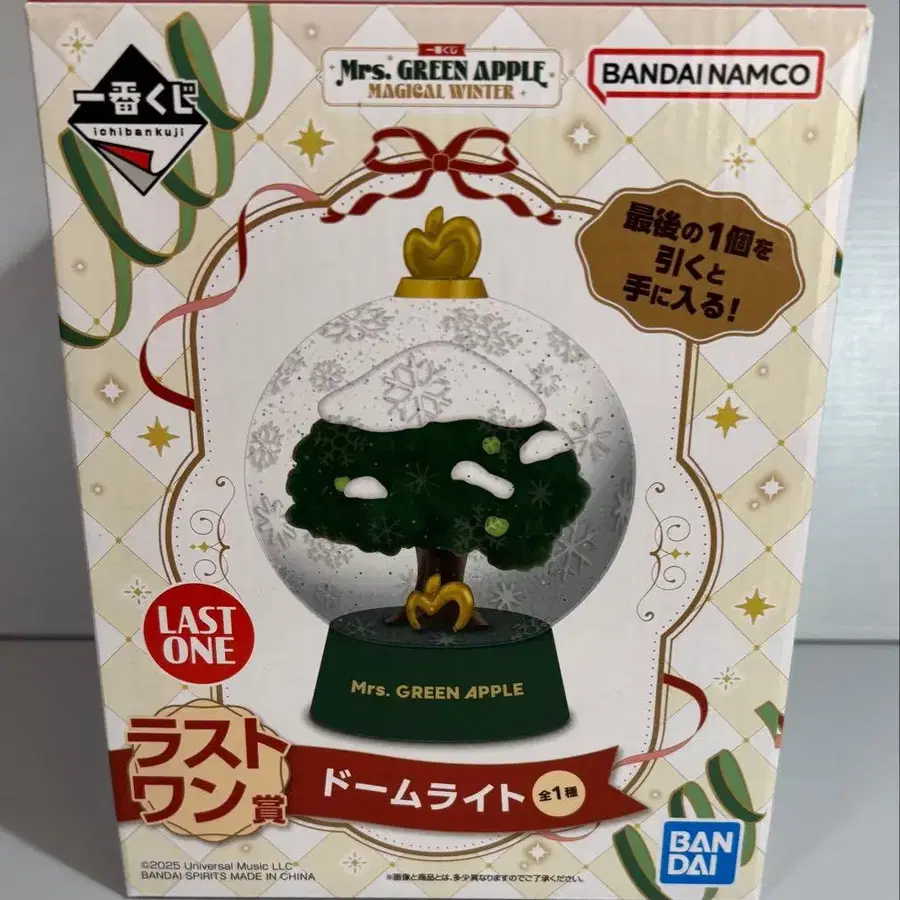 一番くじ
ichibankuji
一番くじ
Mrs. GREEN APPLE
MAGICAL WINTER
BANDAI NAMCO
最後の1個を
引くと
手に入る!
Mrs. GREEN APPLE
LAST
ONE
ラスト
ワン賞
ドームライト 全1種
©2025 Universal Music LLC
BANDAI SPIRITS MADE IN CHINA
※画像と商品とは、多少異なりますのでご了承ください。
BAN
DAI